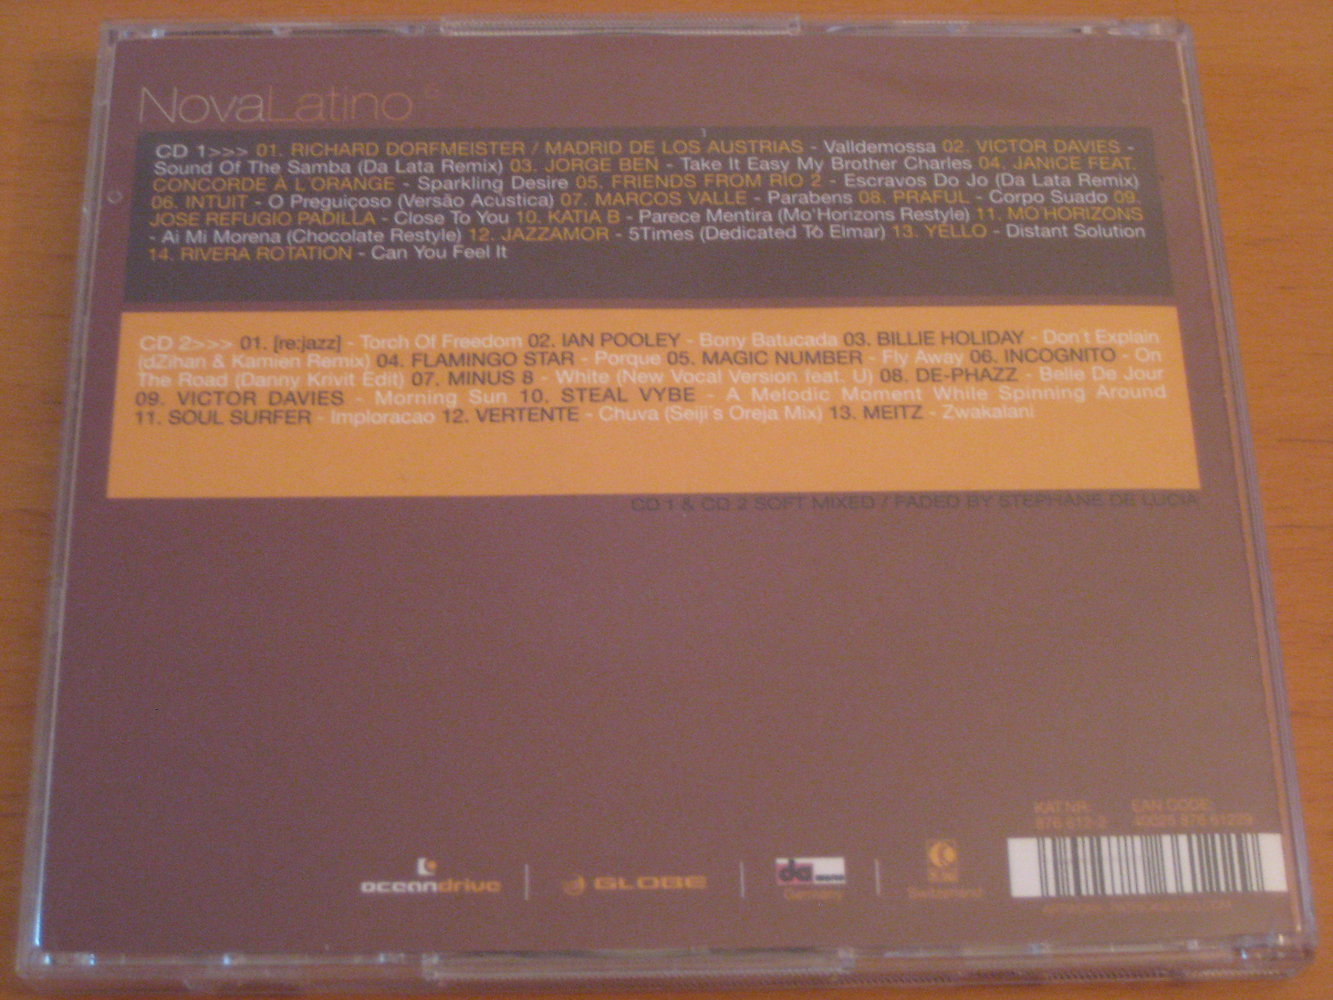 NovaLatino
CD 1>>> 01. RICHARD DORFMEISTER / MADRID DE LOS AUSTRIAS - Valldemossa 02. VICTOR DAVIES -
Sound Of The Samba (Da Lata Remix) 03. JORGE BEN - Take It Easy My Brother Charles 04. JANICE FEAT.
CONCORDE À L'ORANGE - Sparkling Desire 05. FRIENDS FROM RIO 2 - Escravos Do Jo (Da Lata Remix)
06. INTUIT - O Preguiçoso (Versão Acústica) 07. MARCOS VALLE - Parabens 08. PRAFUL - Corpo Suado 09.
JOSE REFUGIO PADILLA - Close To You 10. KATIA B - Parece Mentira (Mo'Horizons Restyle) 11. MO'HORIZONS
- Ai Mi Morena (Chocolate Restyle) 12. JAZZAMOR - 5Times (Dedicated To Elmar) 13. YELLO - Distant Solution
14. RIVERA ROTATION - Can You Feel It
CD 2>>> 01. [re:jazz] - Torch Of Freedom 02. IAN POOLEY - Bony Batucada 03. BILLIE HOLIDAY - Don't Explain
(dZihan & Kamien Remix) 04. FLAMINGO STAR - Porque 05. MAGIC NUMBER - Fly Away 06. INCOGNITO - On
The Road (Danny Krivit Edit) 07. MINUS 8 - White (New Vocal Version feat. U) 08. DE-PHAZZ - Belle De Jour
09. VICTOR DAVIES - Morning Sun 10. STEAL VYBE - A Melodic Moment While Spinning Around
11. SOUL SURFER - Imploracao 12. VERTENTE - Chuva (Seiji's Oreja Mix) 13. MEITZ - Zwakalani
CD 1 & CD 2 SOFT MIXED / FADED BY STEPHANE DE LUCIA
KAT.NR: EAN CODE:
876 612-2 40025 876 61229
oceandrive GLOBE da music Germany Switzerland